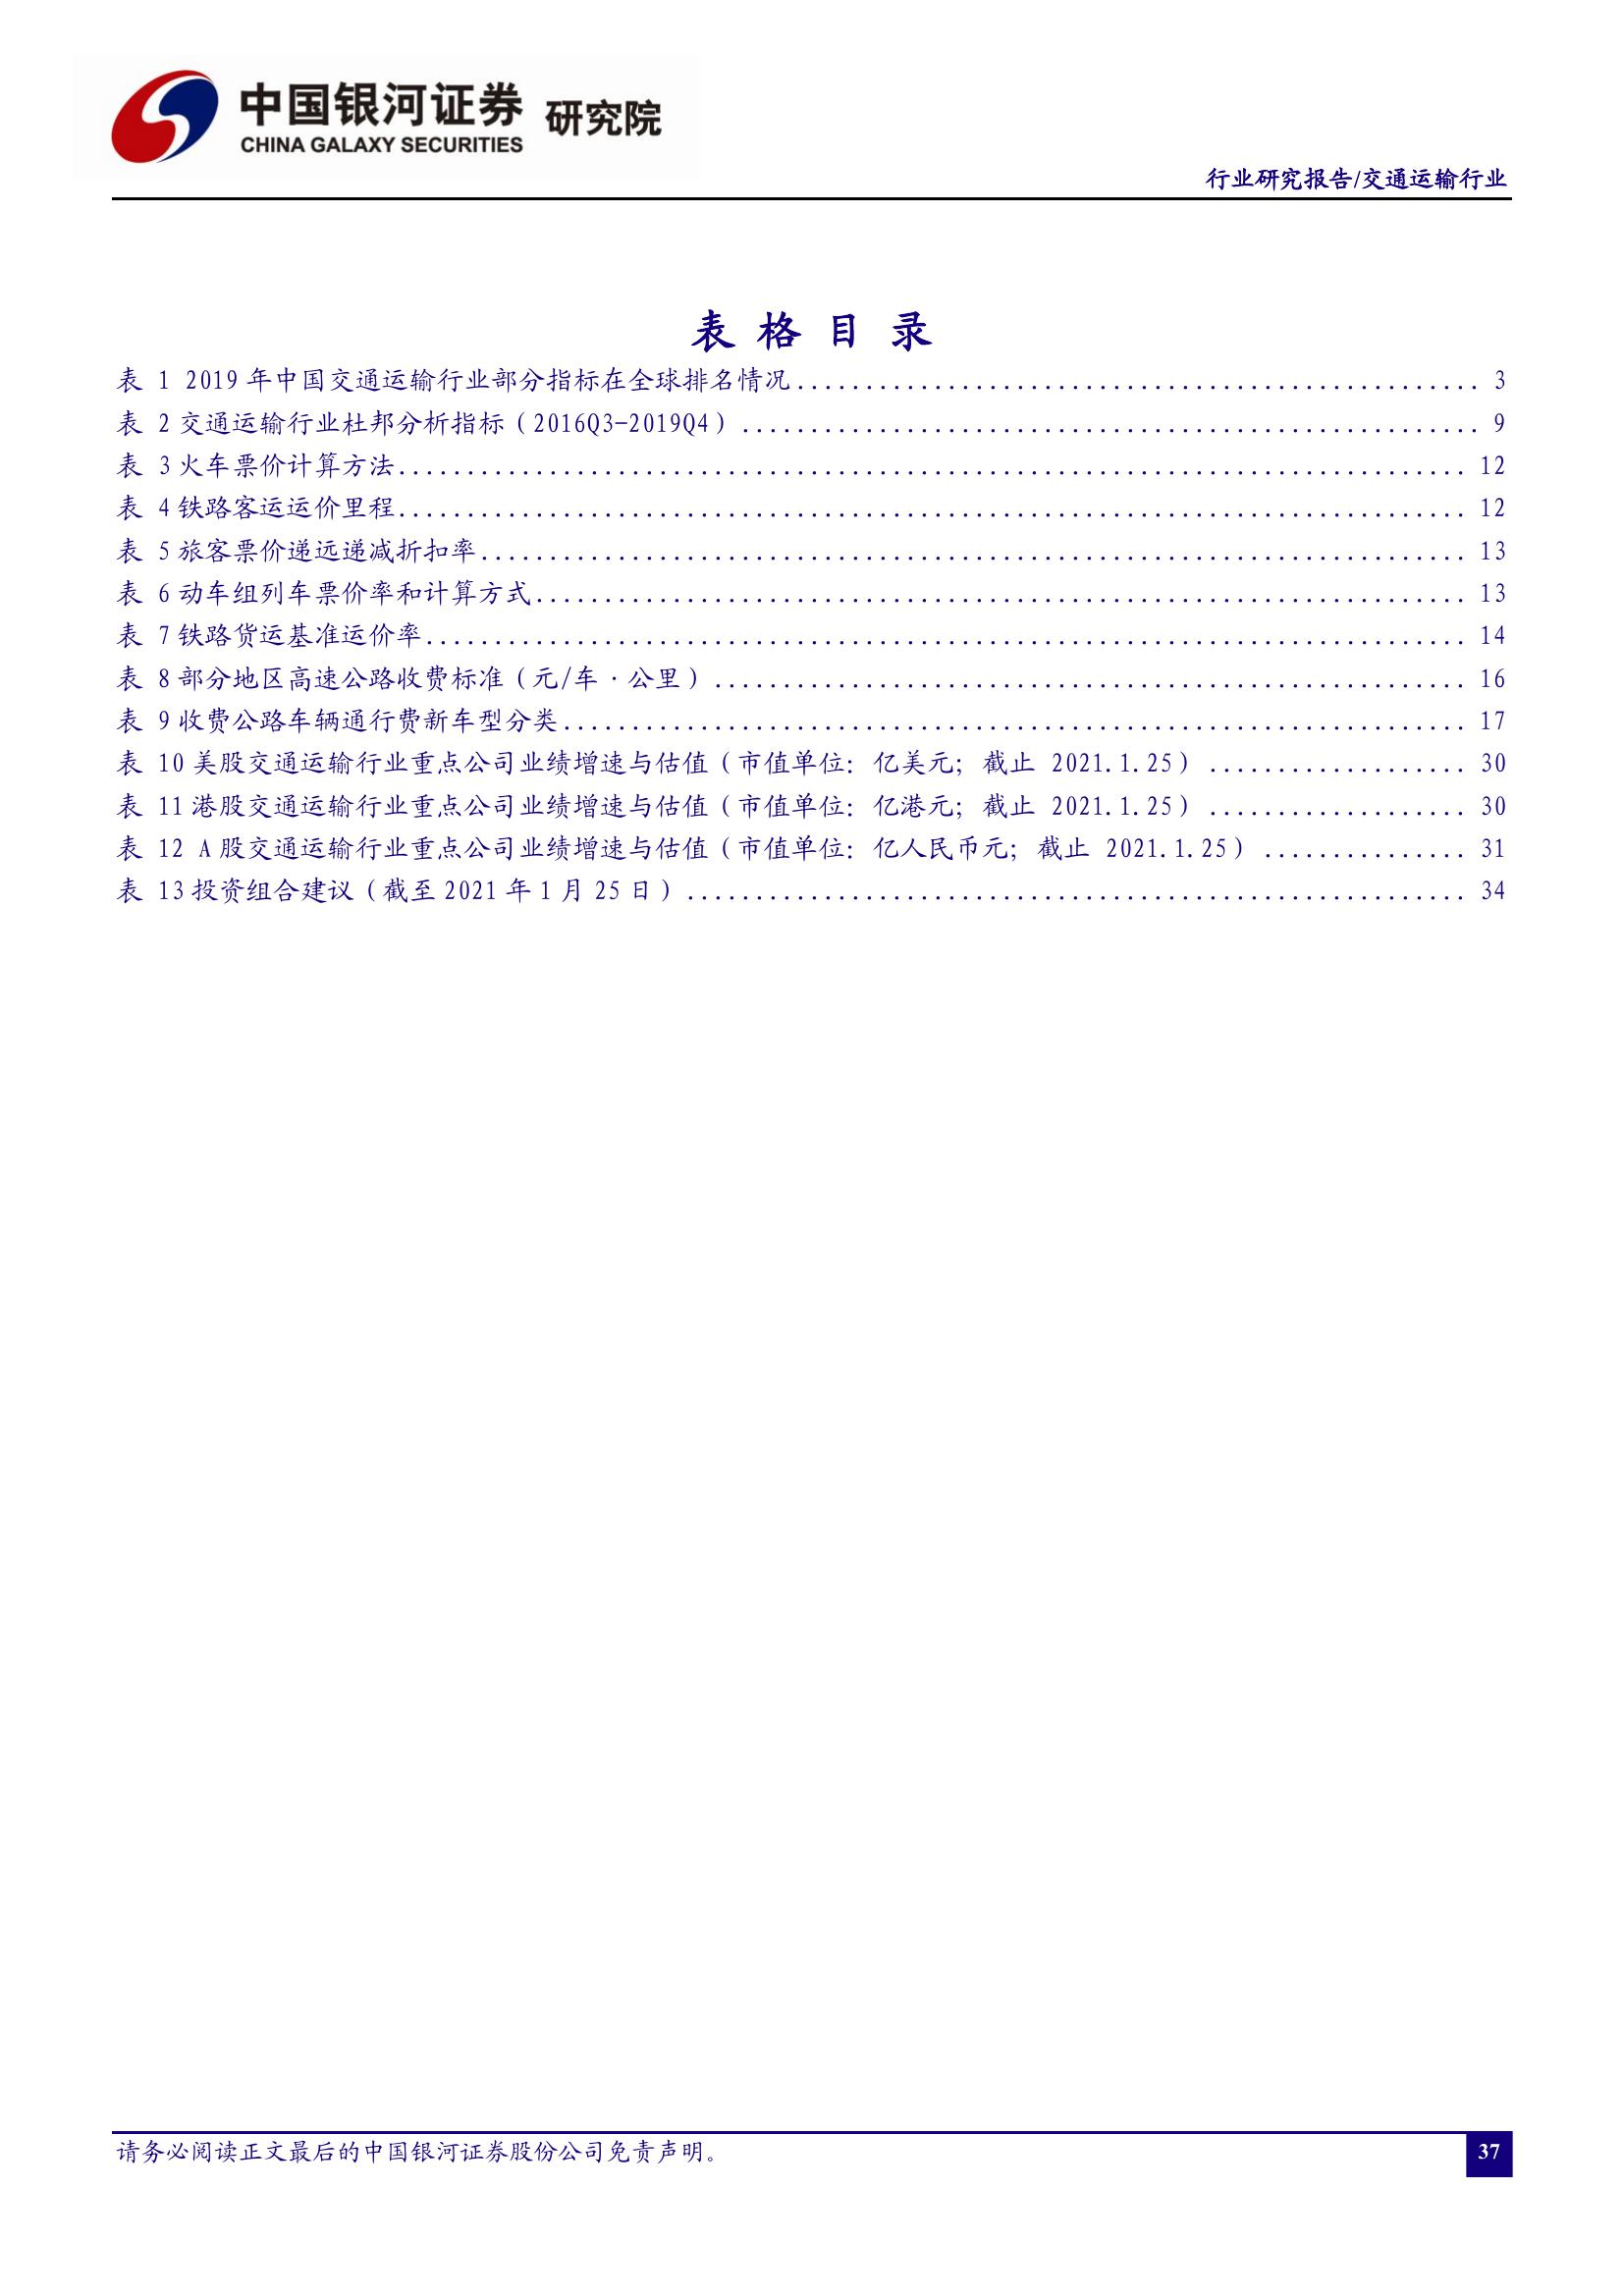 中国银河证券 研究院
CHINA GALAXY SECURITIES
行业研究报告/交通运输行业
表 格 目 录
表 1 2019 年中国交通运输行业部分指标在全球排名情况.................................................. 3
表 2 交通运输行业杜邦分析指标（2016Q3-2019Q4）...................................................... 9
表 3 火车票价计算方法.............................................................................. 12
表 4 铁路客运运价里程.............................................................................. 12
表 5 旅客票价递远递减折扣率........................................................................ 13
表 6 动车组列车票价率和计算方式.................................................................... 13
表 7 铁路货运基准运价率............................................................................ 14
表 8 部分地区高速公路收费标准（元/车·公里）....................................................... 16
表 9 收费公路车辆通行费新车型分类.................................................................. 17
表 10 美股交通运输行业重点公司业绩增速与估值（市值单位：亿美元；截止 2021.1.25）................... 30
表 11 港股交通运输行业重点公司业绩增速与估值（市值单位：亿港元；截止 2021.1.25）................... 30
表 12 A 股交通运输行业重点公司业绩增速与估值（市值单位：亿人民币元；截止 2021.1.25）............... 31
表 13 投资组合建议（截至 2021 年 1 月 25 日）......................................................... 34
请务必阅读正文最后的中国银河证券股份公司免责声明。
37